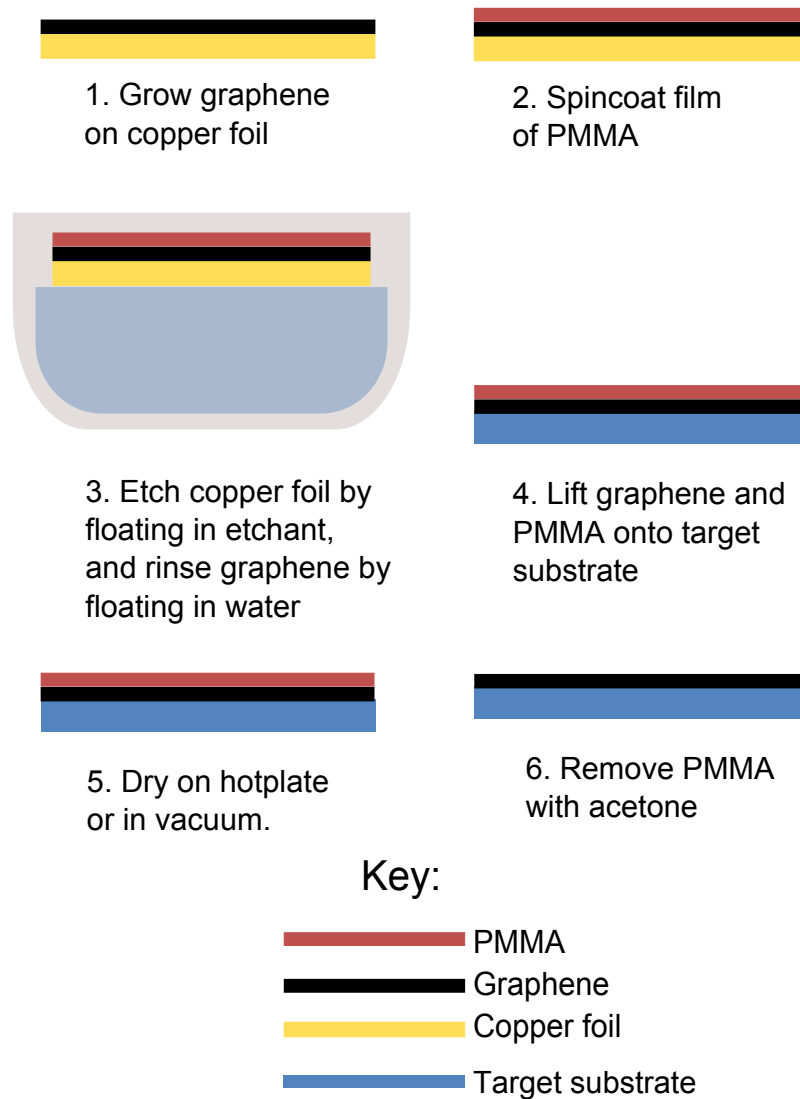 1. Grow graphene
on copper foil
2. Spincoat film
of PMMA
3. Etch copper foil by
floating in etchant,
and rinse graphene by
floating in water
4. Lift graphene and
PMMA onto target
substrate
5. Dry on hotplate
or in vacuum.
6. Remove PMMA
with acetone
Key:
PMMA
Graphene
Copper foil
Target substrate